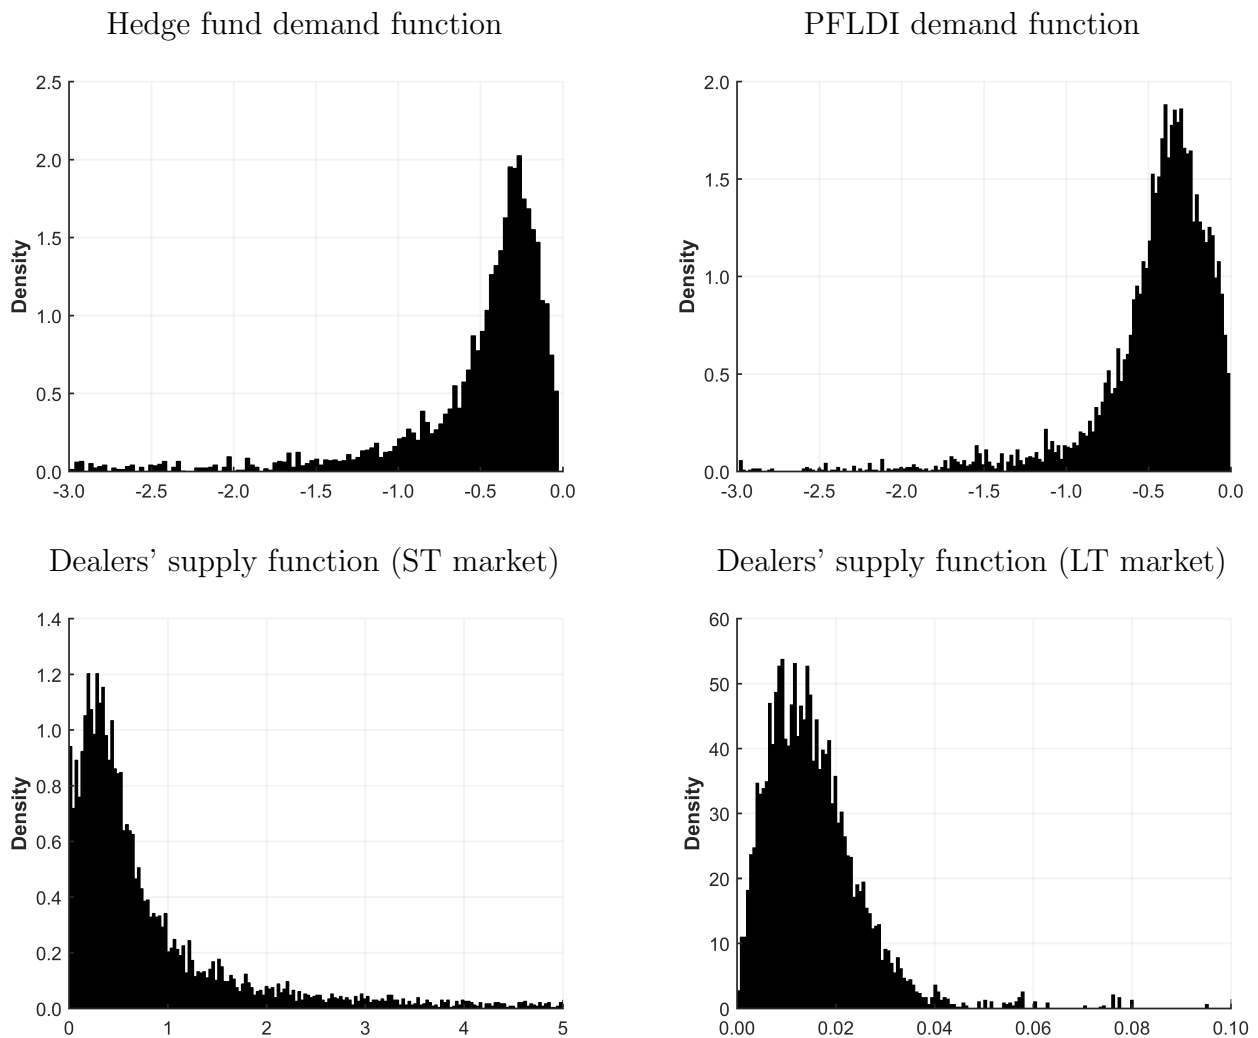 Hedge fund demand function
PFLDI demand function
2.5
2.0
1.5
1.0
0.5
0.0
Density
-3.0 -2.5 -2.0 -1.5 -1.0 -0.5 0.0
2.0
1.5
1.0
0.5
0.0
Density
-3.0 -2.5 -2.0 -1.5 -1.0 -0.5 0.0
Dealers' supply function (ST market)
Dealers' supply function (LT market)
1.4
1.2
1.0
0.8
0.6
0.4
0.2
0.0
Density
0 1 2 3 4 5
60
50
40
30
20
10
0
Density
0.00 0.02 0.04 0.06 0.08 0.10